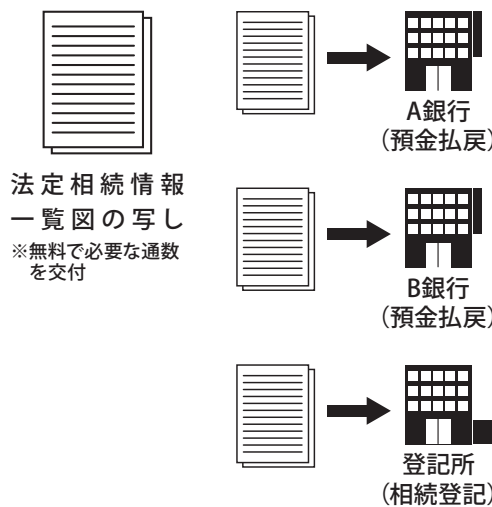 法定相続情報
一覧図の写し
※無料で必要な通数
を交付
A銀行
（預金払戻）
B銀行
（預金払戻）
登記所
（相続登記）